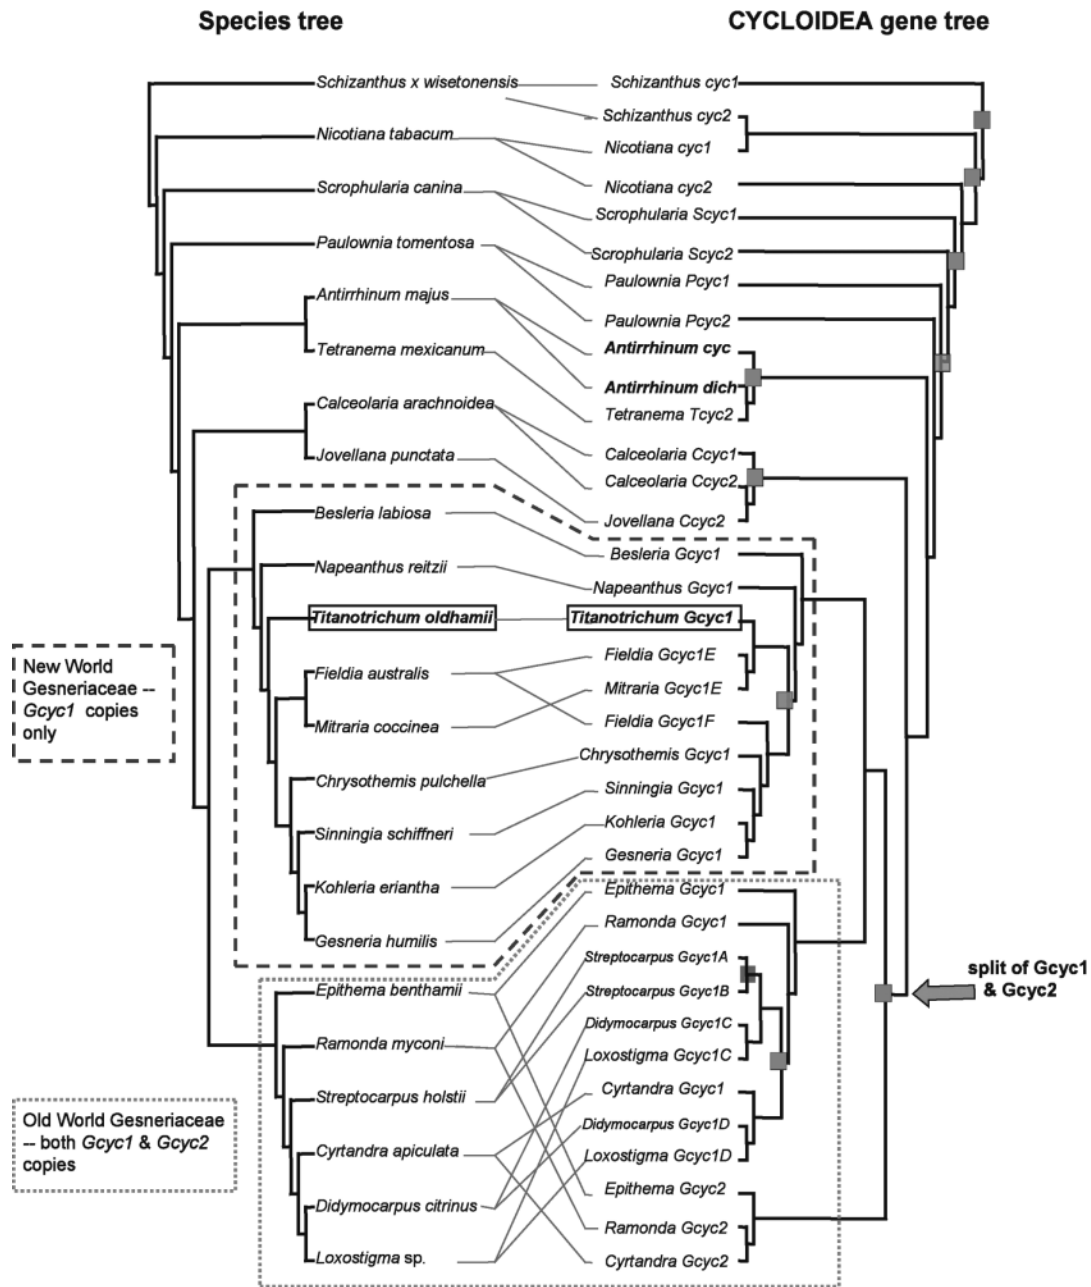 Species tree
CYCLOIDEA gene tree
Schizanthus x wisetonensis
Nicotiana tabacum
Scrophularia canina
Paulownia tomentosa
Antirrhinum majus
Tetranema mexicanum
Calceolaria arachnoidea
Jovellana punctata
Besleria labiosa
Napeanthus reitzii
Titanotrichum oldhamii
Fieldia australis
Mitraria coccinea
Chrysothemis pulchella
Sinningia schiffneri
Kohleria eriantha
Gesneria humilis
Epithema benthamii
Ramonda myconi
Streptocarpus holstii
Cyrtandra apiculata
Didymocarpus citrinus
Loxostigma sp.
Schizanthus cyc1
Schizanthus cyc2
Nicotiana cyc1
Nicotiana cyc2
Scrophularia Scyc1
Scrophularia Scyc2
Paulownia Pcyc1
Paulownia Pcyc2
Antirrhinum cyc
Antirrhinum dich
Tetranema Tcyc2
Calceolaria Ccyc1
Calceolaria Ccyc2
Jovellana Ccyc2
Besleria Gcyc1
Napeanthus Gcyc1
Titanotrichum Gcyc1
Fieldia Gcyc1E
Mitraria Gcyc1E
Fieldia Gcyc1F
Chrysothemis Gcyc1
Sinningia Gcyc1
Kohleria Gcyc1
Gesneria Gcyc1
Epithema Gcyc1
Ramonda Gcyc1
Streptocarpus Gcyc1A
Streptocarpus Gcyc1B
Didymocarpus Gcyc1C
Loxostigma Gcyc1C
Cyrtandra Gcyc1
Didymocarpus Gcyc1D
Loxostigma Gcyc1D
Epithema Gcyc2
Ramonda Gcyc2
Cyrtandra Gcyc2
New World
Gesneriaceae --
Gcyc1 copies
only
Old World Gesneriaceae
-- both Gcyc1 & Gcyc2
copies
split of Gcyc1
& Gcyc2